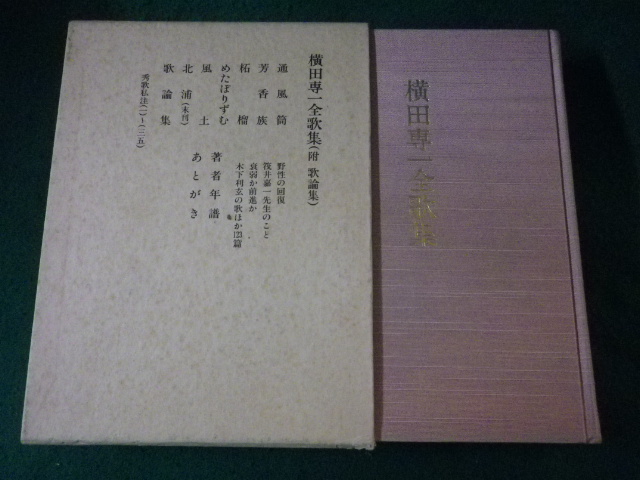 横田専一全歌集(附 歌論集)
通風筒
芳香族
柘榴
めたぼりずむ
風土
北浦(未刊)
歌論集
秀歌私法(一)~(三五)
野性の回復
筏井嘉一先生のこと
衰弱か前進か
木下利玄の歌ほか123篇
著者年譜
あとがき
横田専一全歌集